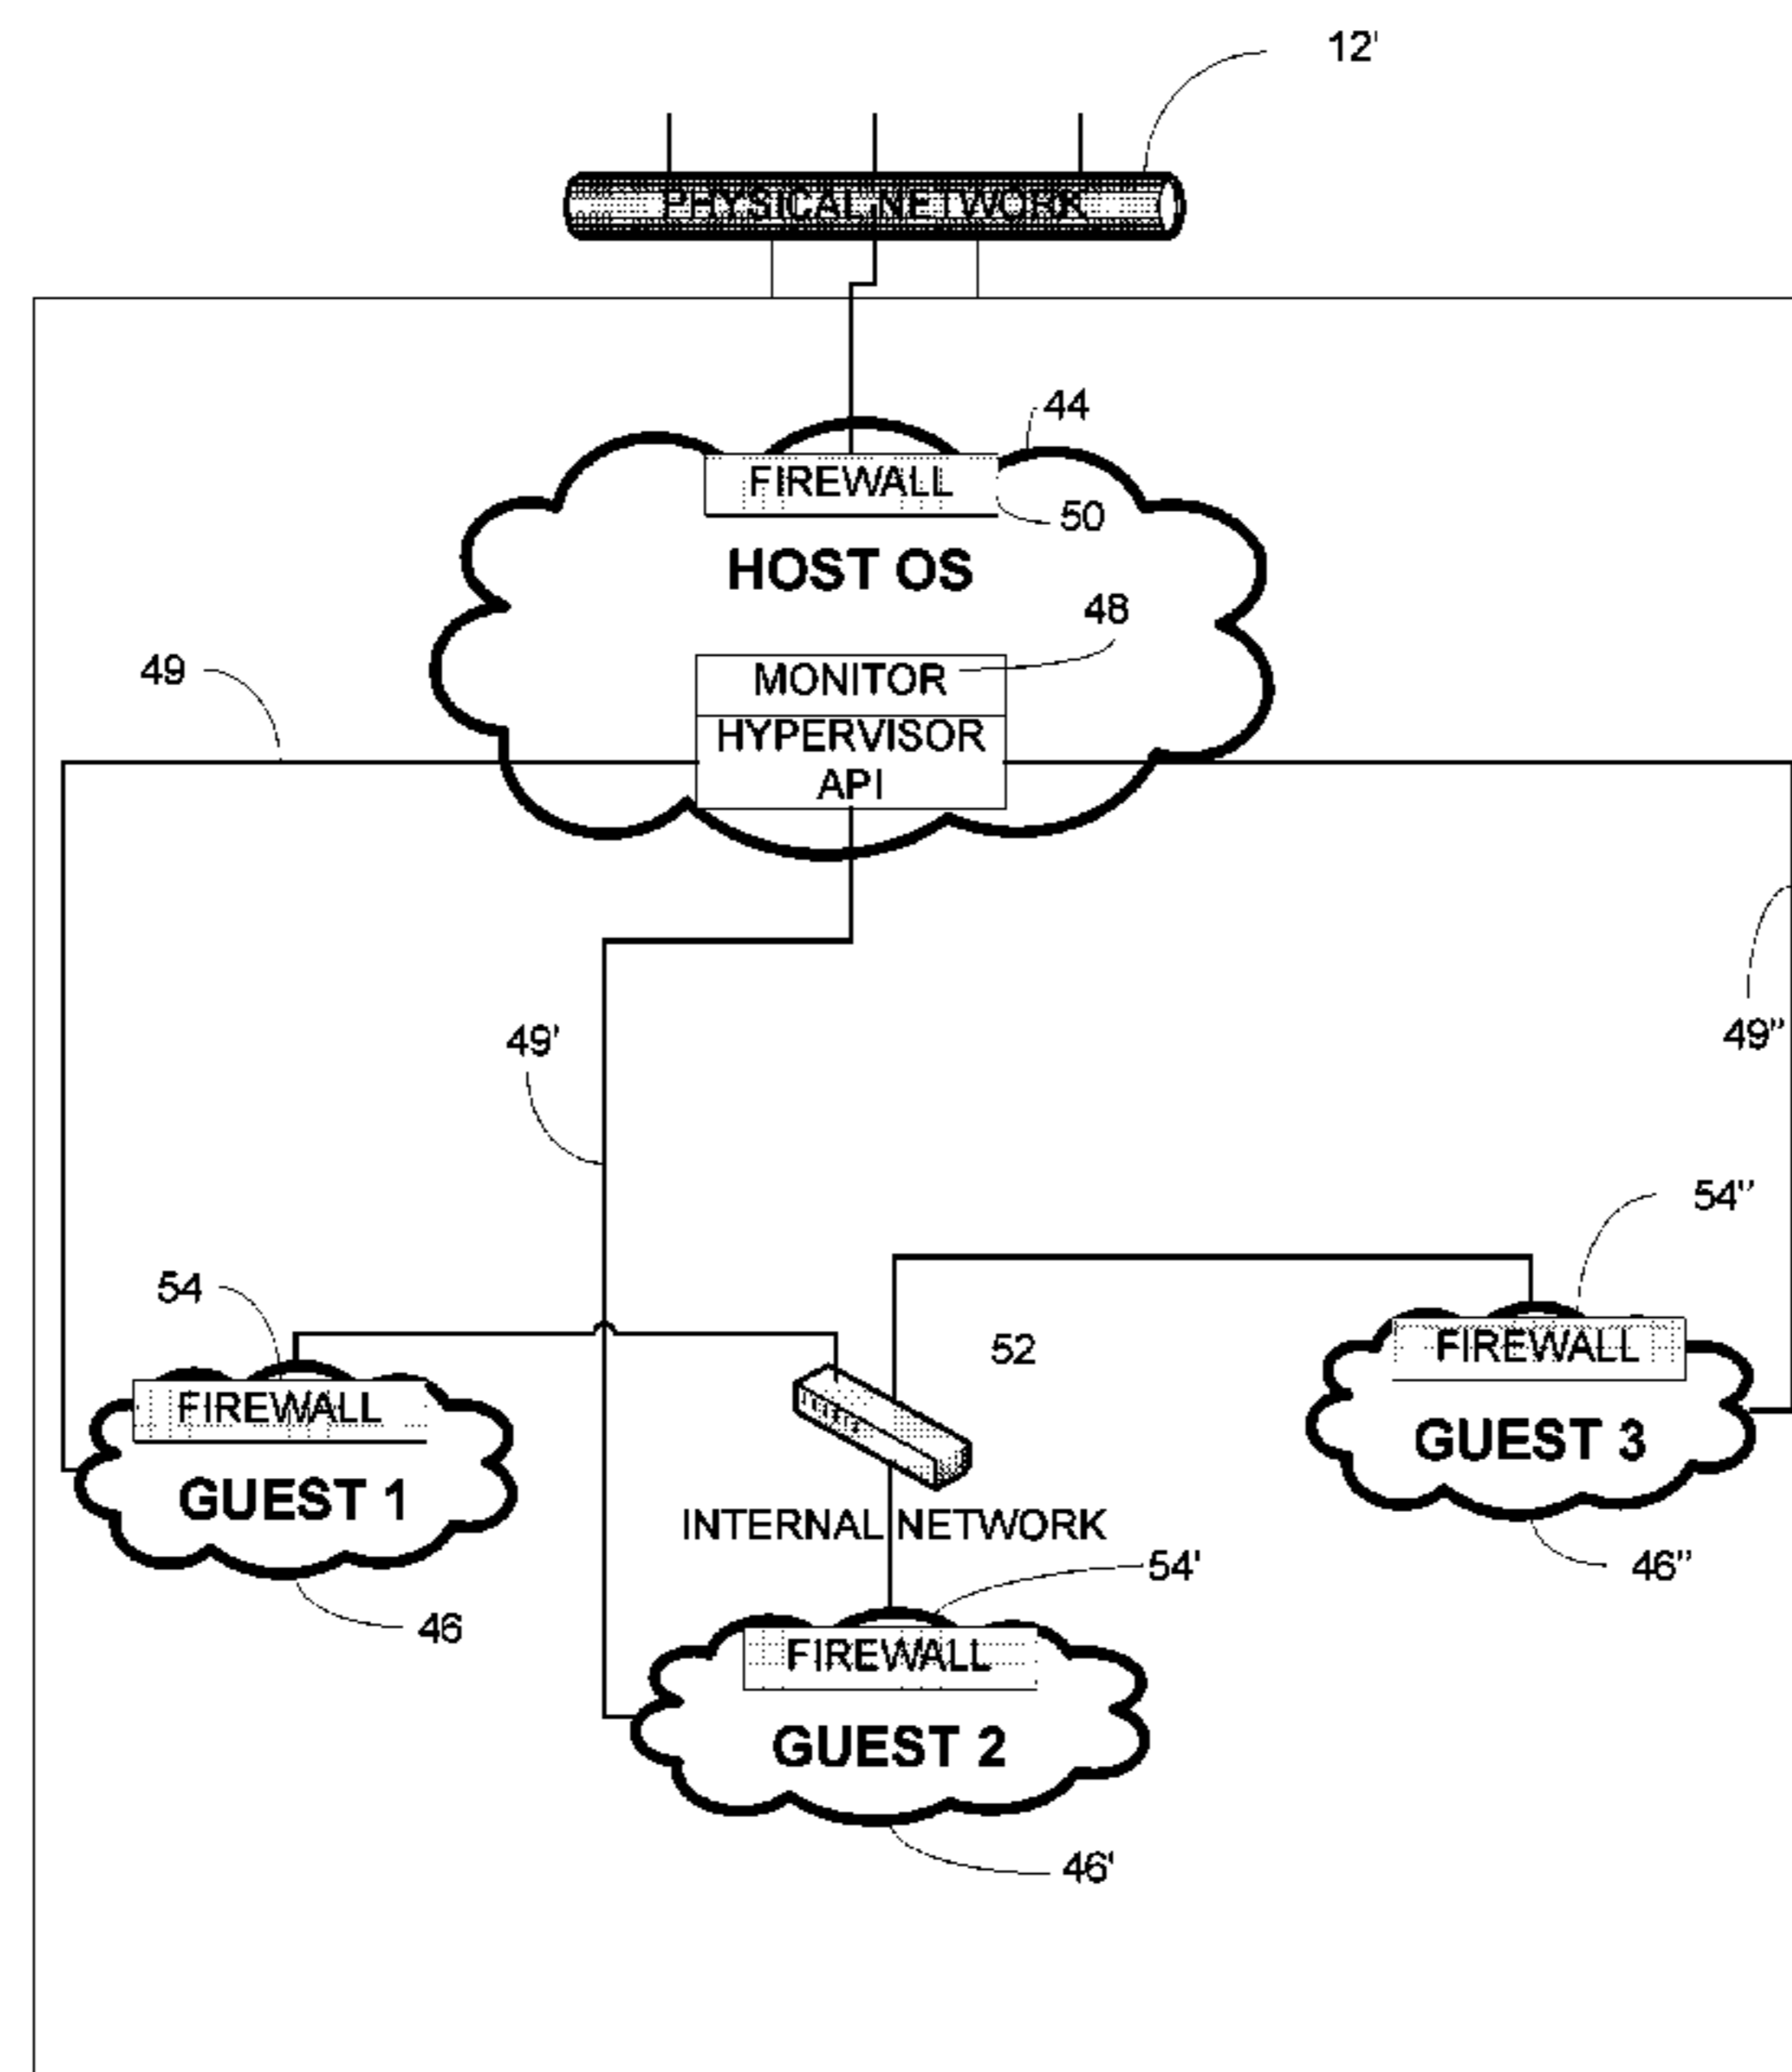 12'
PHYSICAL NETWORK
44
FIREWALL
50
HOST OS
48
49
MONITOR
HYPERVISOR
API
49'
49"
54"
54
52
FIREWALL
FIREWALL
GUEST 3
GUEST 1
INTERNAL NETWORK
54'
46"
46
FIREWALL
GUEST 2
46'